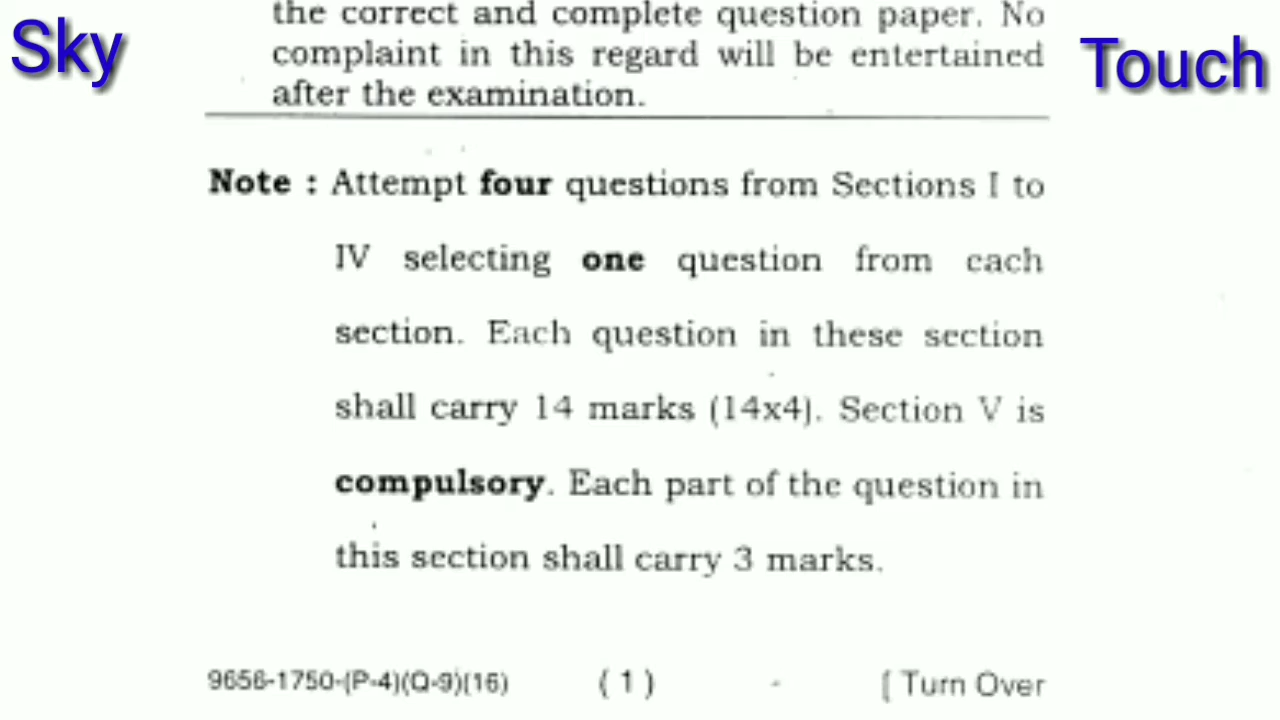 Sky
Touch
the correct and complete question paper. No
complaint in this regard will be entertained
after the examination.
Note : Attempt four questions from Sections I to
IV selecting one question from each
section. Each question in these section
shall carry 14 marks (14x4). Section V is
compulsory. Each part of the question in
this section shall carry 3 marks.
9656-1750-(P-4)(Q-9)(16) ( 1 ) [ Turn Over